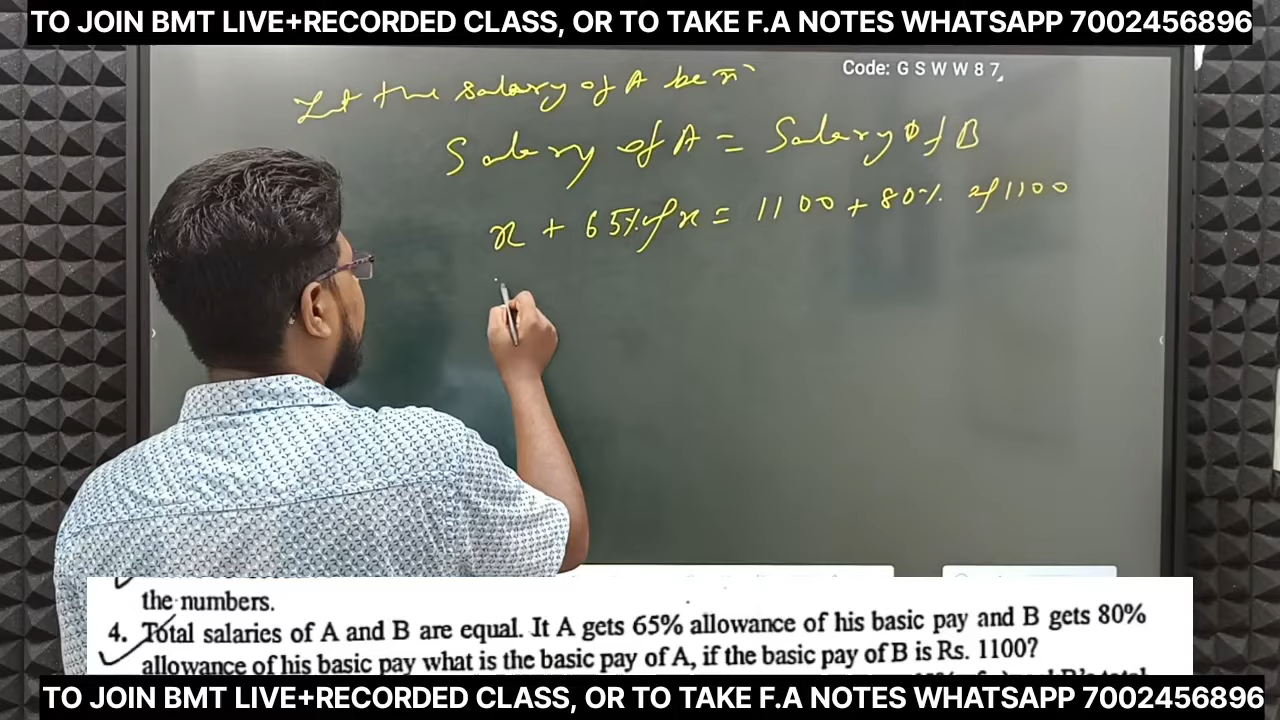 TO JOIN BMT LIVE+RECORDED CLASS, OR TO TAKE F.A NOTES WHATSAPP 7002456896
Code: G S W W 8 7
Let the salary of A be x
Salary of A = Salary of B
x + 65% of x = 1100 + 80% of 1100
the numbers.
4. Total salaries of A and B are equal. It A gets 65% allowance of his basic pay and B gets 80%
allowance of his basic pay what is the basic pay of A, if the basic pay of B is Rs. 1100?
TO JOIN BMT LIVE+RECORDED CLASS, OR TO TAKE F.A NOTES WHATSAPP 7002456896